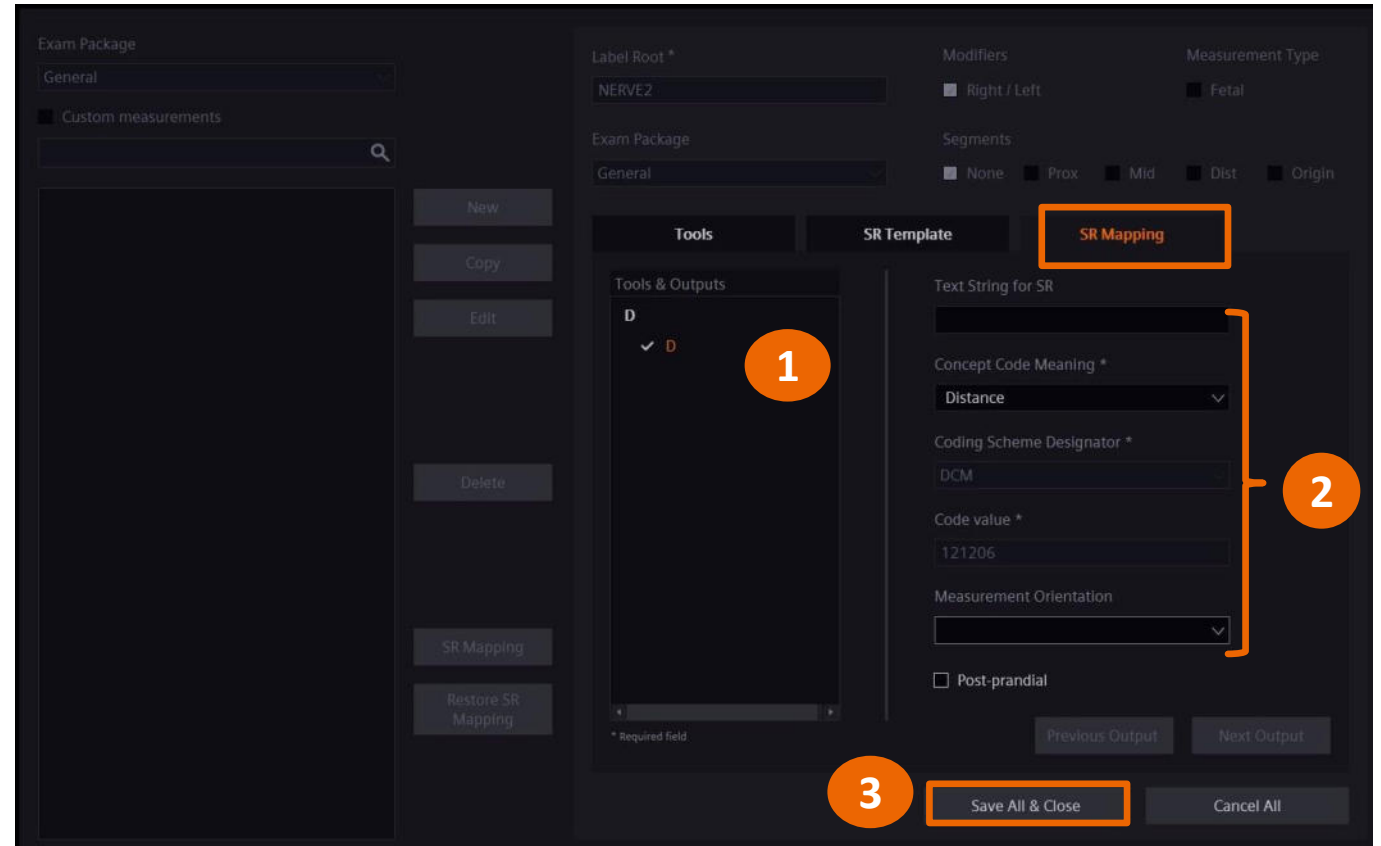 Exam Package
General
Custom measurements
New
Copy
Edit
Delete
SR Mapping
Restore SR
Mapping
Label Root *
NERVE2
Modifiers
Right / Left
Measurement Type
Fetal
Exam Package
General
Segments
None Prox Mid Dist Origin
Tools SR Template SR Mapping
Tools & Outputs
D
D
1
* Required field
Text String for SR
Concept Code Meaning *
Distance
Coding Scheme Designator *
DCM
Code value *
121206
Measurement Orientation
Post-prandial
2
Previous Output Next Output
3
Save All & Close Cancel All